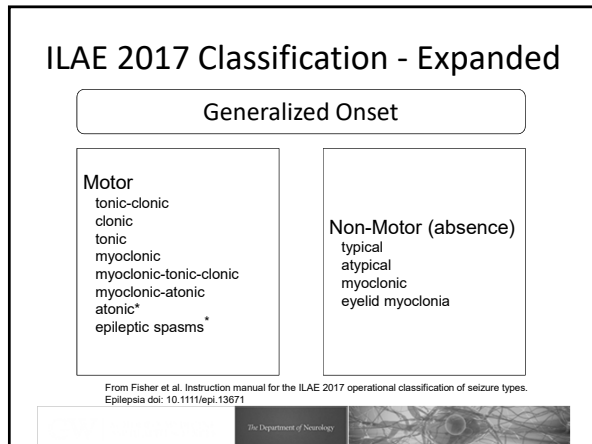 ILAE 2017 Classification - Expanded
Generalized Onset
Motor
tonic-clonic
clonic
tonic
myoclonic
myoclonic-tonic-clonic
myoclonic-atonic
atonic*
epileptic spasms*
Non-Motor (absence)
typical
atypical
myoclonic
eyelid myoclonia
From Fisher et al. Instruction manual for the ILAE 2017 operational classification of seizure types.
Epilepsia doi: 10.1111/epi.13671
The Department of Neurology